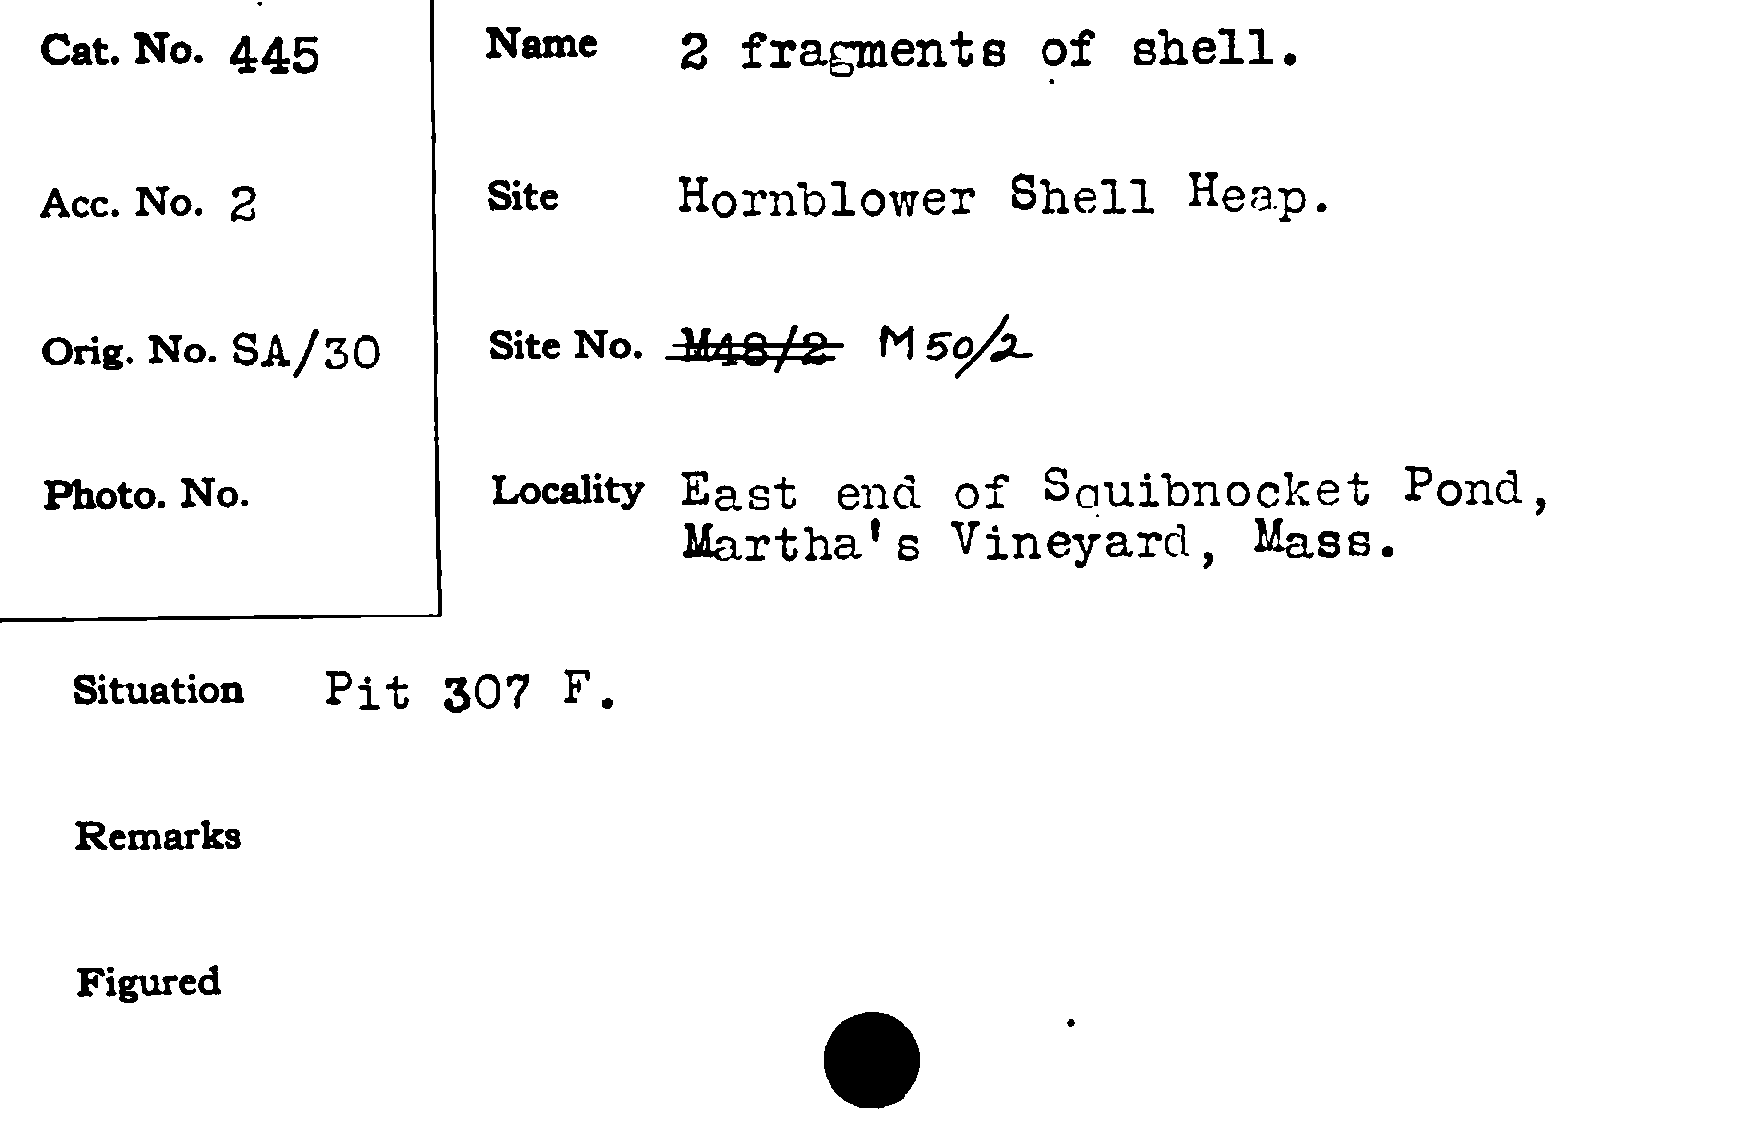 Cat. No. 445
Name 2 fragments of shell.
Acc. No. 2
Site Hornblower Shell Heap.
Orig. No. SA/30
Site No. M48/2 M50/2
Photo. No.
Locality East end of Squibnocket Pond,
Martha's Vineyard, Mass.
Situation Pit 307 F.
Remarks
Figured